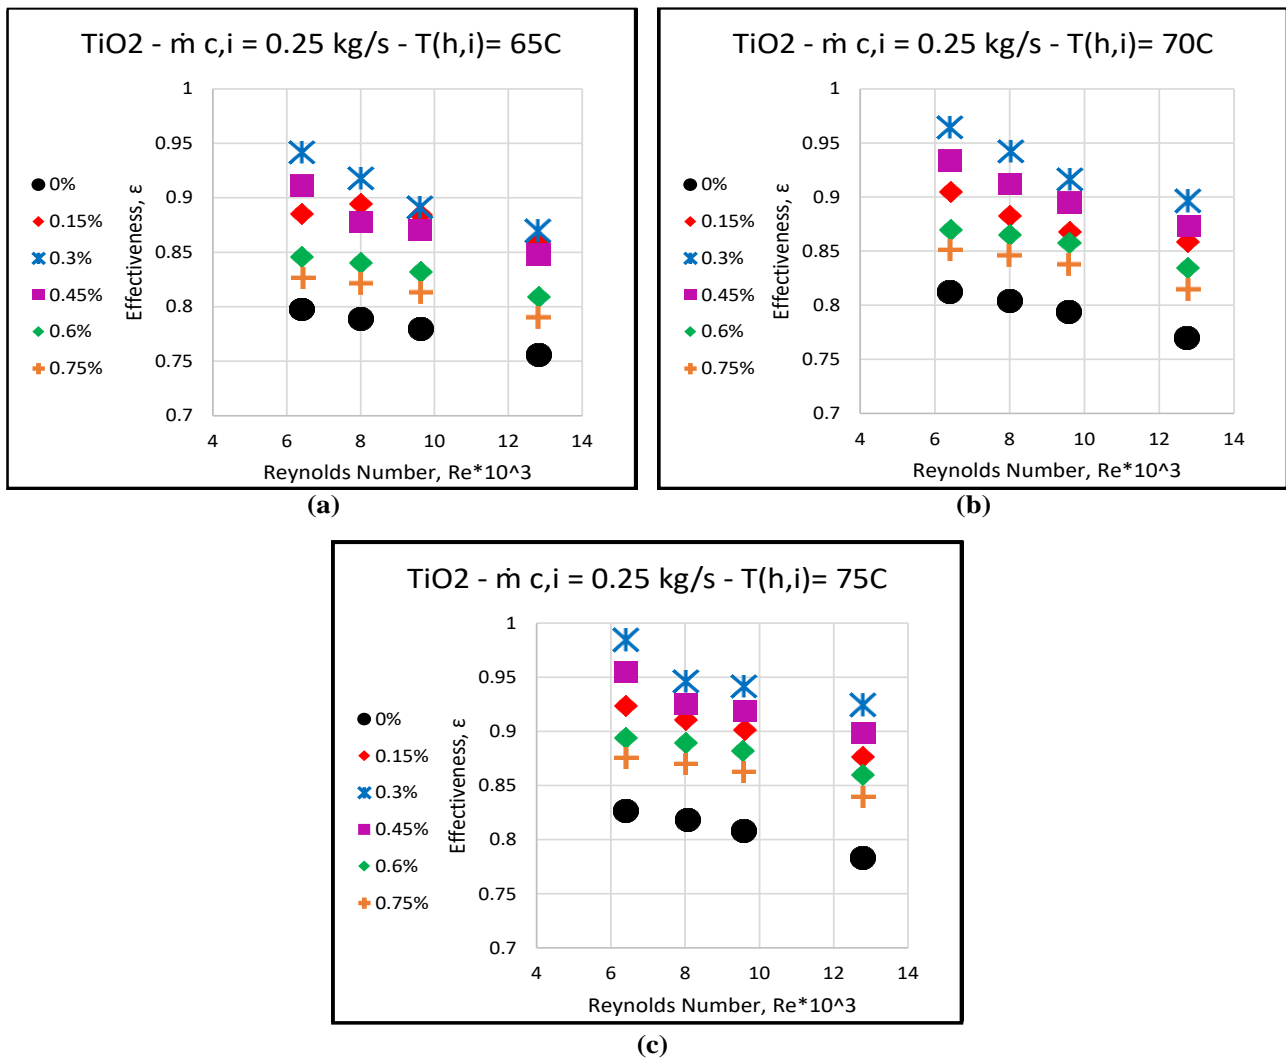 TiO2 - ṁ c,i = 0.25 kg/s - T(h,i)= 65C
1
0.95
0.9
0.85
0.8
0.75
0.7
4 6 8 10 12 14
Effectiveness, ε
Reynolds Number, Re*10^3
0%
0.15%
0.3%
0.45%
0.6%
0.75%
(a)
TiO2 - ṁ c,i = 0.25 kg/s - T(h,i)= 70C
1
0.95
0.9
0.85
0.8
0.75
0.7
4 6 8 10 12 14
Effectiveness, ε
Reynolds Number, Re*10^3
0%
0.15%
0.3%
0.45%
0.6%
0.75%
(b)
TiO2 - ṁ c,i = 0.25 kg/s - T(h,i)= 75C
1
0.95
0.9
0.85
0.8
0.75
0.7
4 6 8 10 12 14
Effectiveness, ε
Reynolds Number, Re*10^3
0%
0.15%
0.3%
0.45%
0.6%
0.75%
(c)